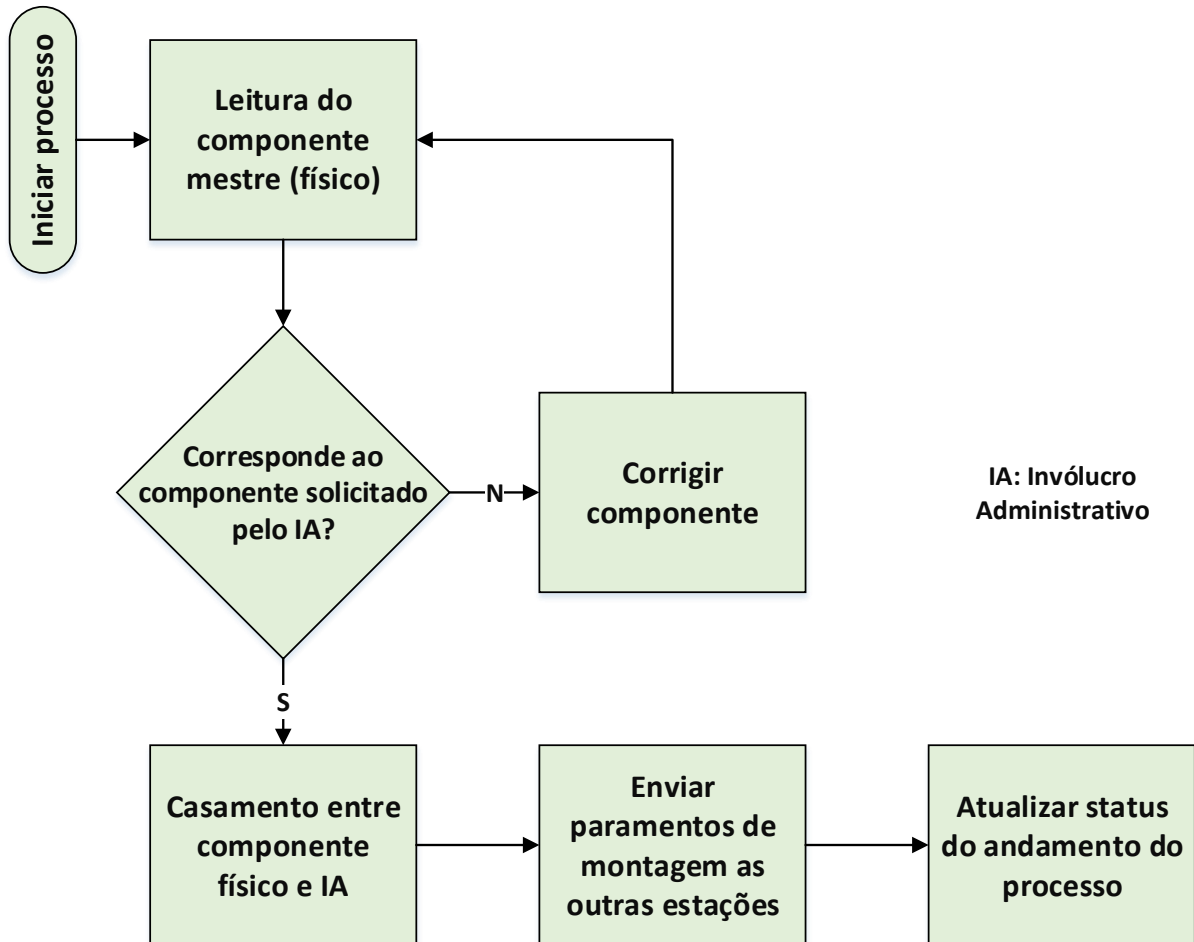 Iniciar processo
Leitura do
componente
mestre (físico)
Corresponde ao
componente solicitado
pelo IA?
N
Corrigir
componente
IA: Invólucro
Administrativo
S
Casamento entre
componente
físico e IA
Enviar
paramentos de
montagem as
outras estações
Atualizar status
do andamento do
processo